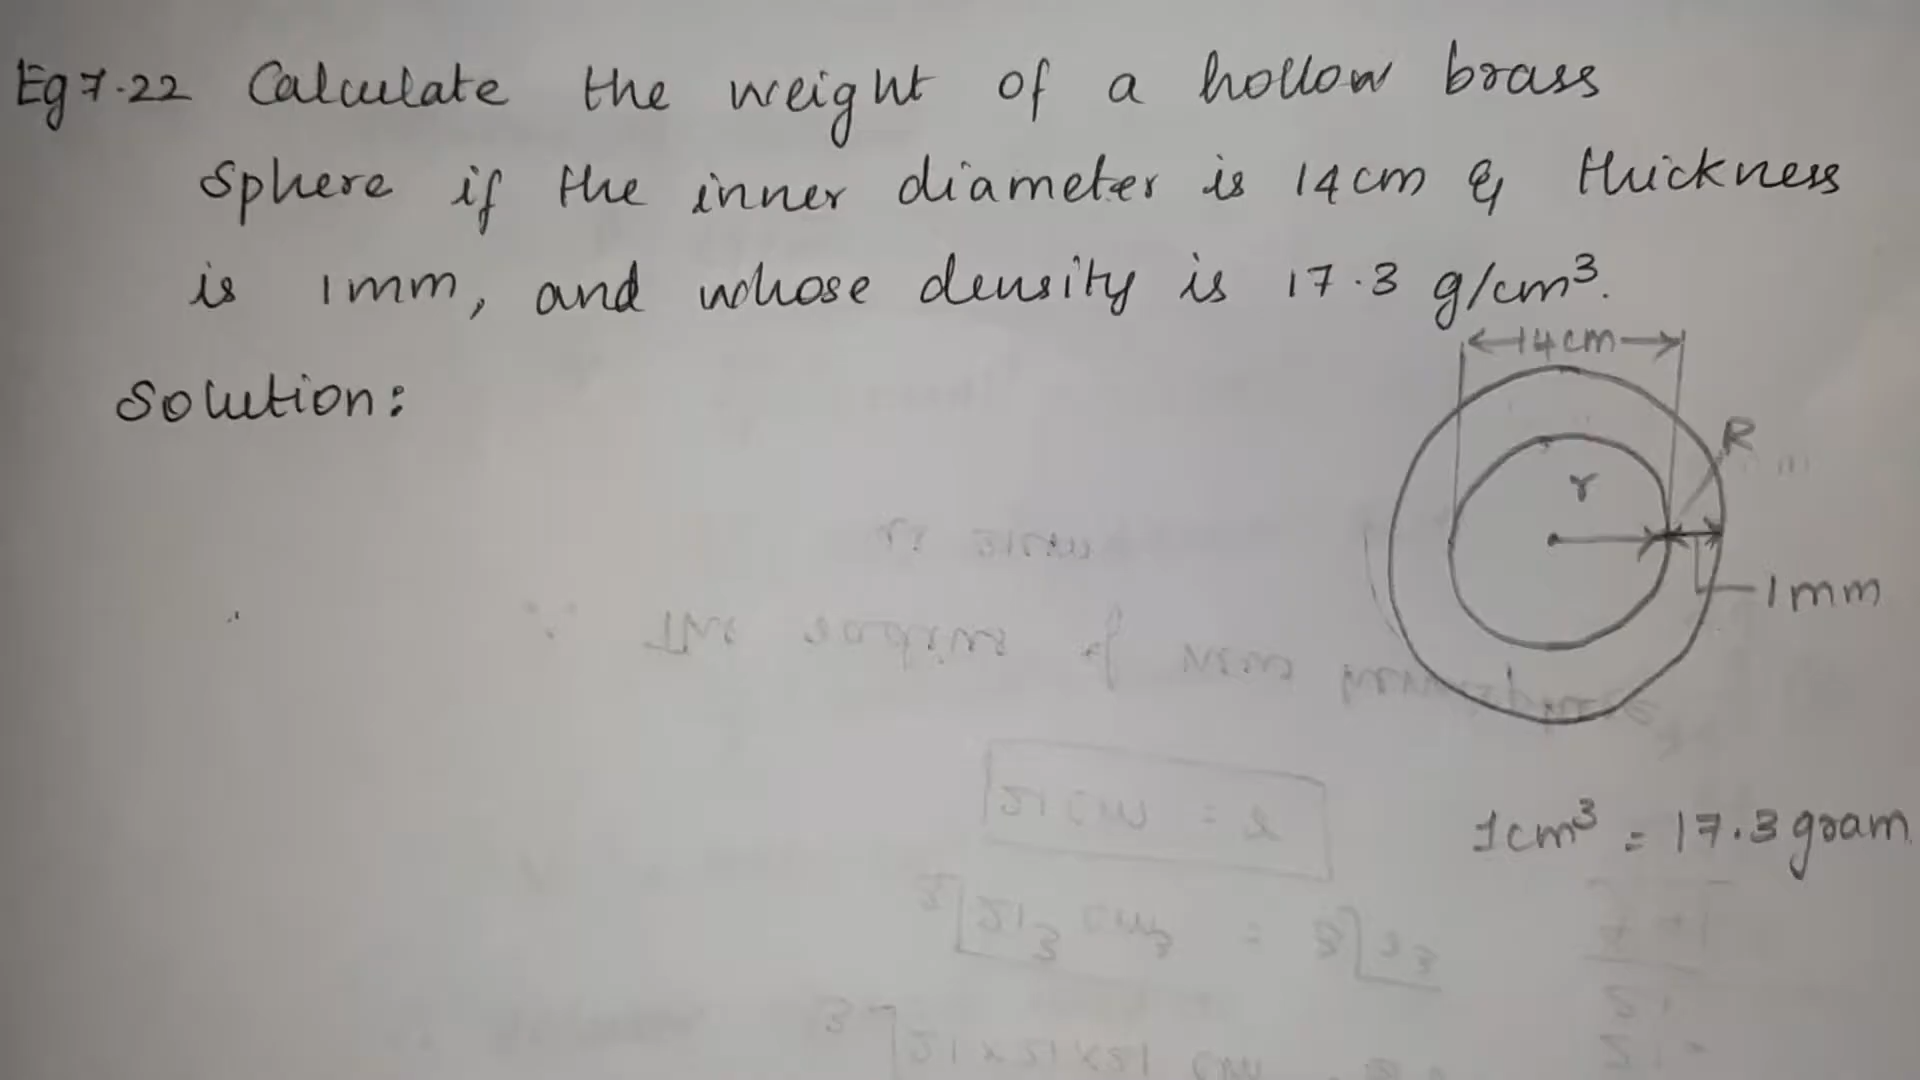 Eg 7.22 Calculate the weight of a hollow brass
sphere if the inner diameter is 14cm & thickness
is 1mm, and whose density is 17.3 g/cm³.
Solution:
14cm
R
r
1mm
1cm³ = 17.3 gram